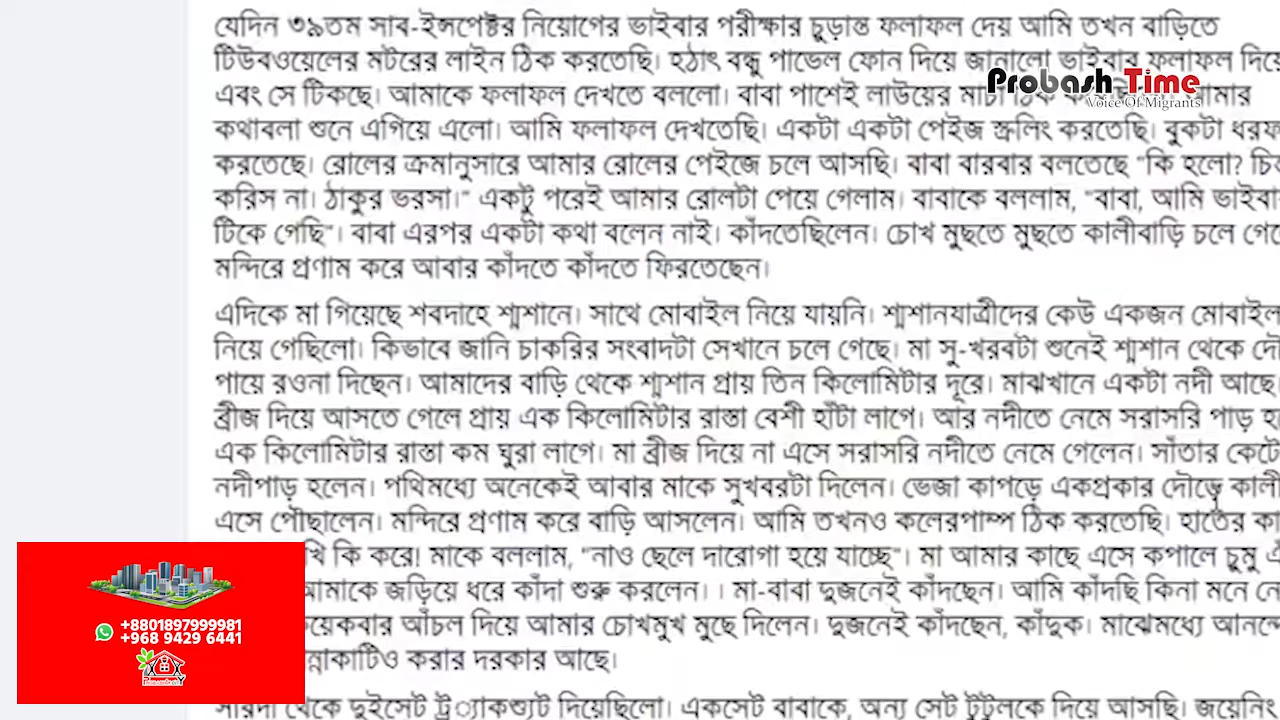 যেদিন ৩৯তম সাব-ইন্সপেক্টর নিয়োগের ভাইবার পরীক্ষার চুড়ান্ত ফলাফল দেয় আমি তখন বাড়িতে
টিউবওয়েলের মটরের লাইন ঠিক করতেছি। হঠাৎ বন্ধু পাভেল ফোন দিয়ে জানালো ভাইবার ফলাফল দিয়ে
Probash Time
Voice Of Migrants
এবং সে টিকছে। আমাকে ফলাফল দেখতে বললো। বাবা পাশেই লাউয়ের মাচা ঠিক
কথাবলা শুনে এগিয়ে এলো। আমি ফলাফল দেখতেছি। একটা একটা পেইজ স্ক্রলিং করতেছি। বুকটা ধরফ
করতেছে। রোলের ক্রমানুসারে আমার রোলের পেইজে চলে আসছি। বাবা বারবার বলতেছে "কি হলো? চিন
করিস না। ঠাকুর ভরসা।" একটু পরেই আমার রোলটা পেয়ে গেলাম। বাবাকে বললাম, "বাবা, আমি ভাইবা
টিকে গেছি"। বাবা এরপর একটা কথা বলেন নাই। কাঁদতেছিলেন। চোখ মুছতে মুছতে কালীবাড়ি চলে গে
মন্দিরে প্রণাম করে আবার কাঁদতে কাঁদতে ফিরতেছেন।
এদিকে মা গিয়েছে শবদাহে শ্মশানে। সাথে মোবাইল নিয়ে যায়নি। শ্মশানযাত্রীদের কেউ একজন মোবাইল
নিয়ে গেছিলো। কিভাবে জানি চাকরির সংবাদটা সেখানে চলে গেছে। মা সু-খরবটা শুনেই শ্মশান থেকে দৌ
পায়ে রওনা দিছেন। আমাদের বাড়ি থেকে শ্মশান প্রায় তিন কিলোমিটার দূরে। মাঝখানে একটা নদী আছে।
ব্রীজ দিয়ে আসতে গেলে প্রায় এক কিলোমিটার রাস্তা বেশী হাঁটা লাগে। আর নদীতে নেমে সরাসরি পাড় হ
এক কিলোমিটার রাস্তা কম ঘুরা লাগে। মা ব্রীজ দিয়ে না এসে সরাসরি নদীতে নেমে গেলেন। সাঁতার কেটে
নদীপাড় হলেন। পথিমধ্যে অনেকেই আবার মাকে সুখবরটা দিলেন। ভেজা কাপড়ে একপ্রকার দৌড়ে কালী
এসে পৌছালেন। মন্দিরে প্রণাম করে বাড়ি আসলেন। আমি তখনও কলেরপাম্প ঠিক করতেছি। হাতের কা
খি কি করে! মাকে বললাম, "নাও ছেলে দারোগা হয়ে যাচ্ছে"। মা আমার কাছে এসে কপালে চুমু এঁ
আমাকে জড়িয়ে ধরে কাঁদা শুরু করলেন। । মা-বাবা দুজনেই কাঁদছেন। আমি কাঁদছি কিনা মনে নে
য়েকবার আঁচল দিয়ে আমার চোখমুখ মুছে দিলেন। দুজনেই কাঁদছেন, কাঁদুক। মাঝেমধ্যে আনন্দে
ন্নাকাটিও করার দরকার আছে।
সারদা থেকে দুইসেট ট্র্যাকশ্যুট দিয়েছিলো। একসেট বাবাকে, অন্য সেট টুটুলকে দিয়ে আসছি। জয়েনিং
+8801897999981
+968 9429 6441